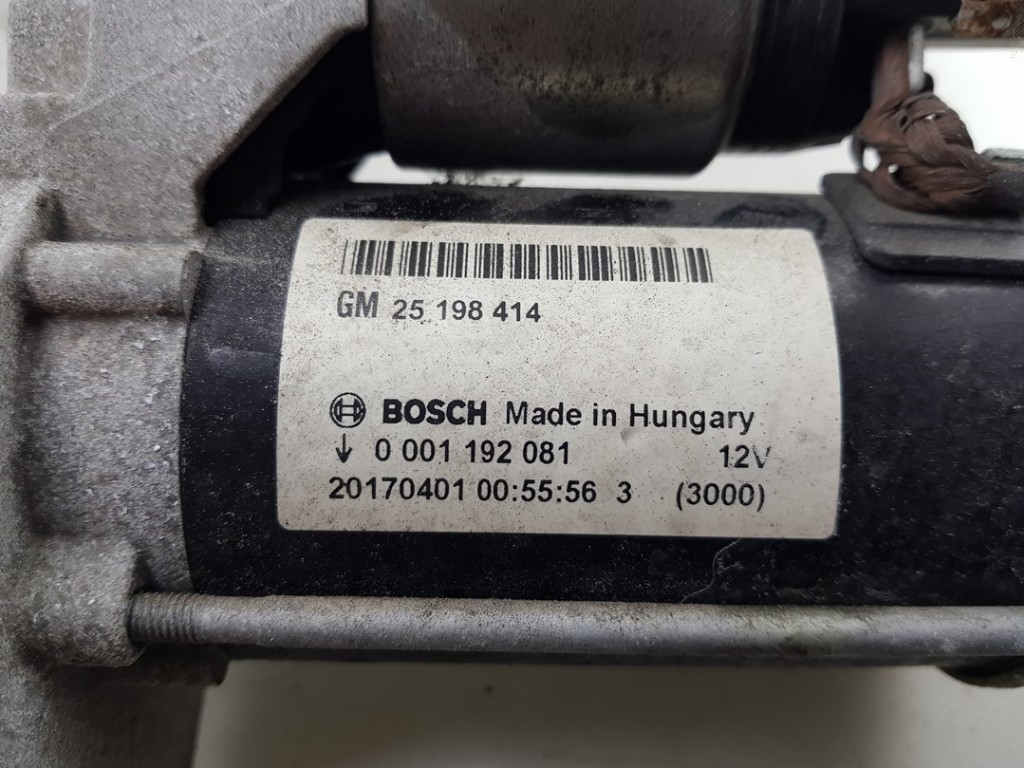 GM 25 198 414
BOSCH Made in Hungary
↓ 0 001 192 081 12V
20170401 00:55:56 3 (3000)